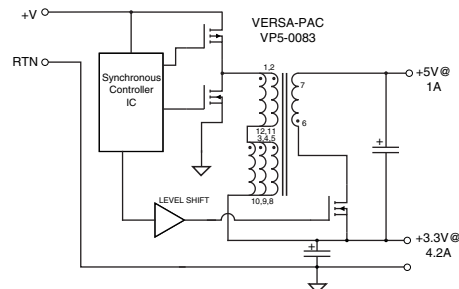 +V
VERSA-PAC
VP5-0083
RTN
Synchronous
Controller
IC
1,2
7
+5V@
1A
6
12,11
3,4,5
10,9,8
LEVEL SHIFT
+
+
+3.3V@
4.2A